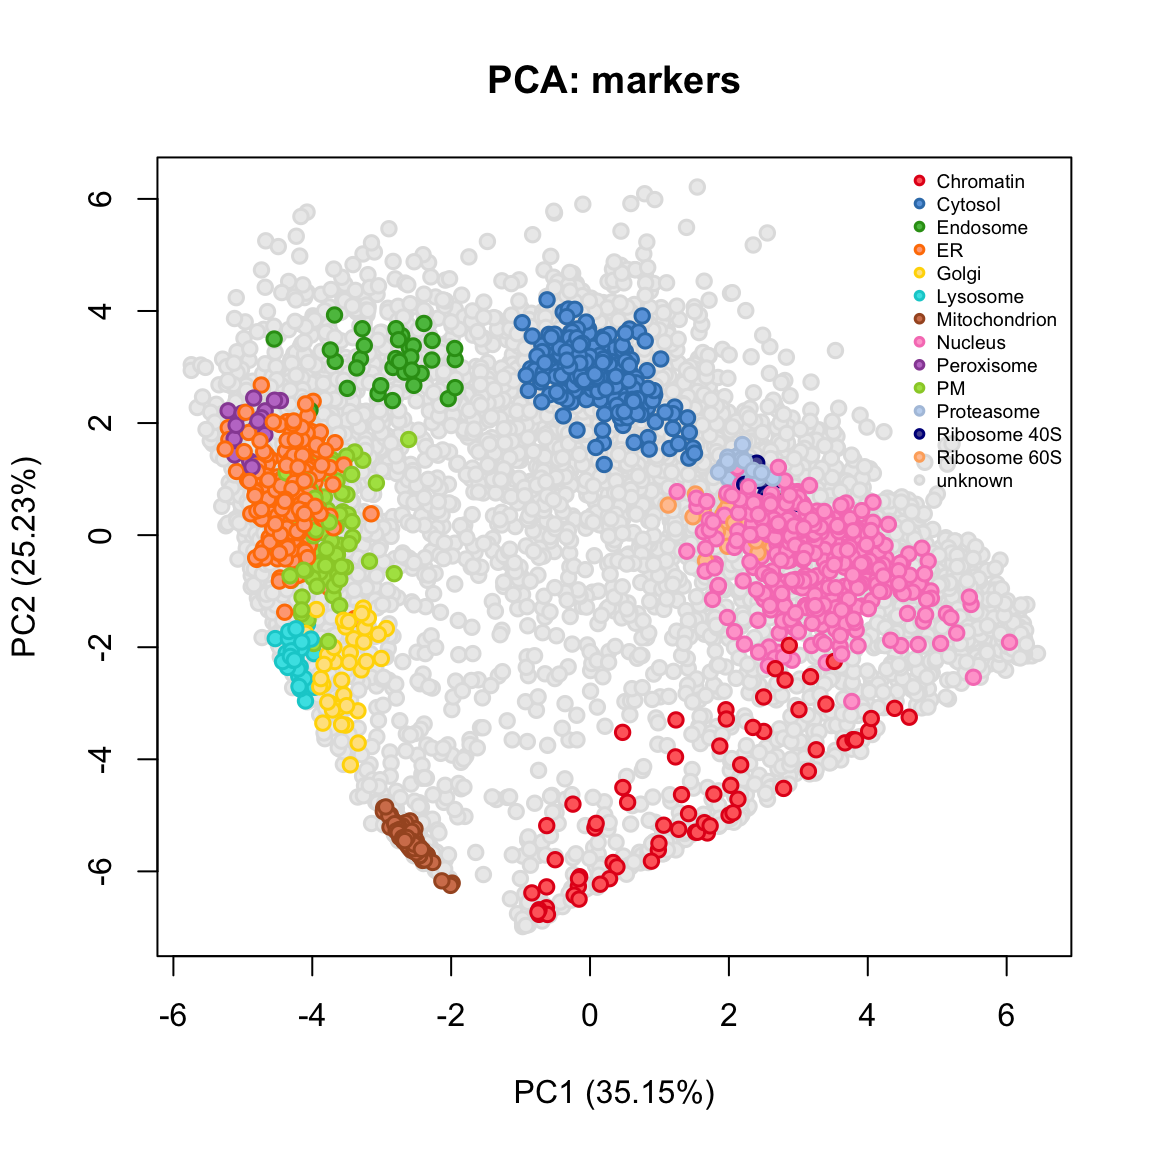 PCA: markers
6
4
2
0
-2
-4
-6
PC2 (25.23%)
Chromatin
Cytosol
Endosome
ER
Golgi
Lysosome
Mitochondrion
Nucleus
Peroxisome
PM
Proteasome
Ribosome 40S
Ribosome 60S
unknown
-6 -4 -2 0 2 4 6
PC1 (35.15%)